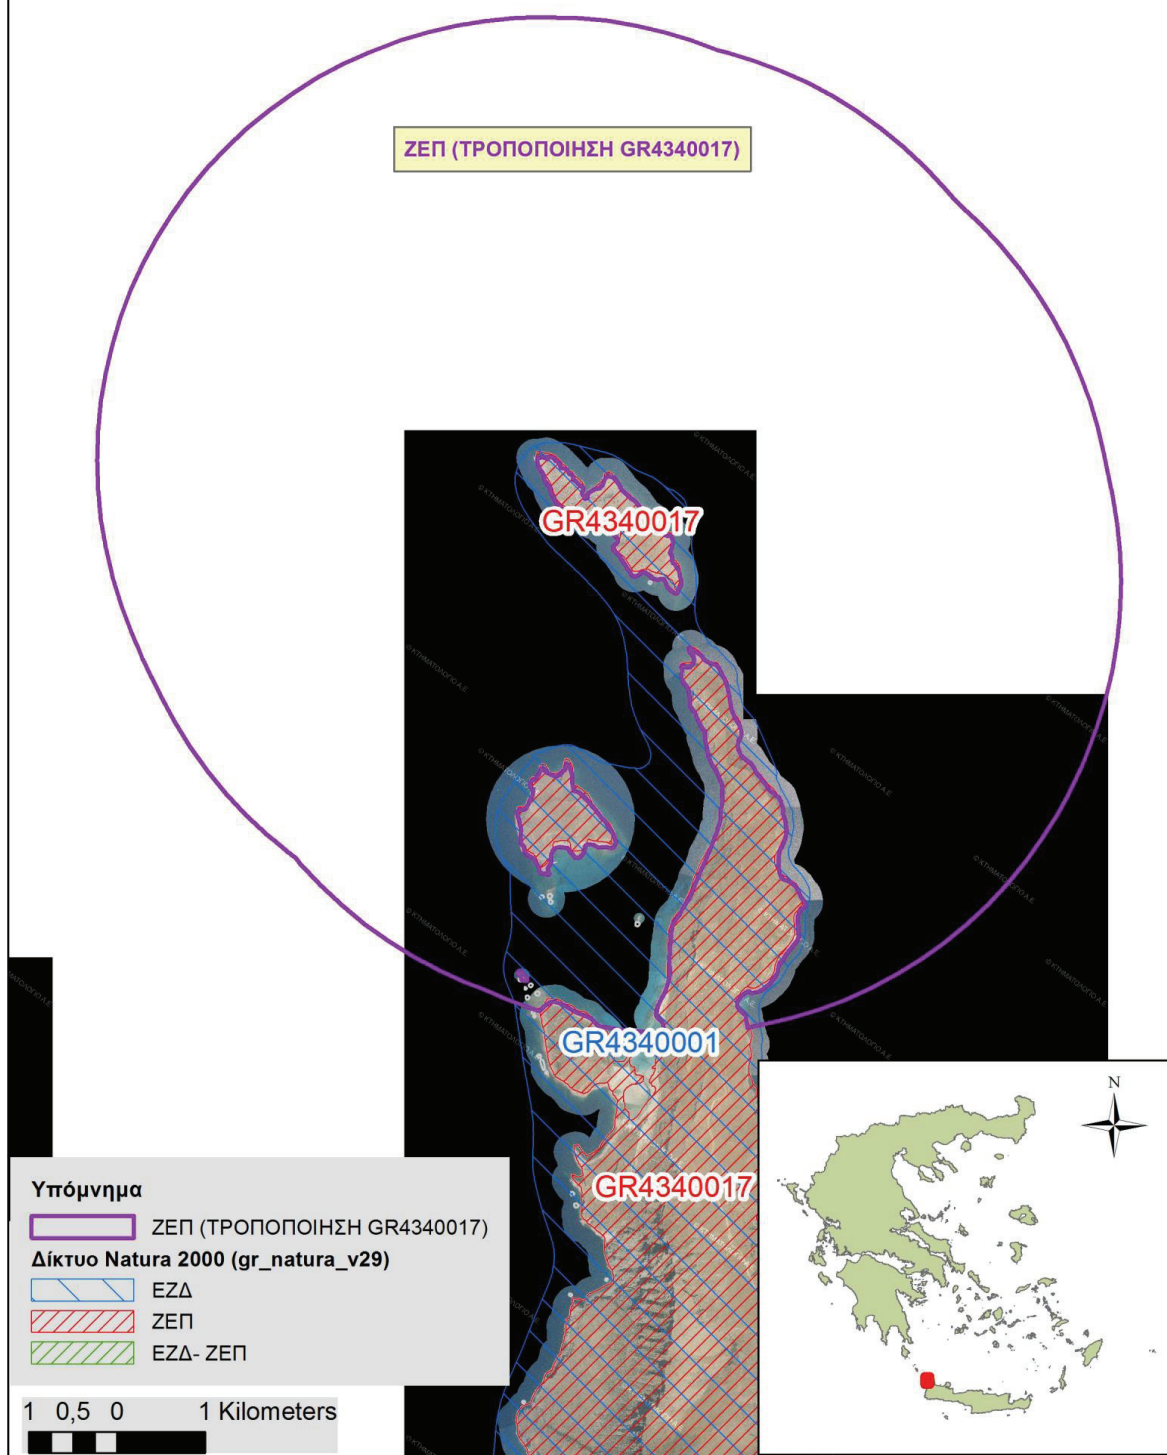 ΖΕΠ (ΤΡΟΠΟΠΟΙΗΣΗ GR4340017)
GR4340017
GR4340001
GR4340017
Υπόμνημα
ΖΕΠ (ΤΡΟΠΟΠΟΙΗΣΗ GR4340017)
Δίκτυο Natura 2000 (gr_natura_v29)
ΕΖΔ
ΖΕΠ
ΕΖΔ- ΖΕΠ
1 0,5 0 1 Kilometers
N
© ΚΤΗΜΑΤΟΛΟΓΙΟ Α.Ε.